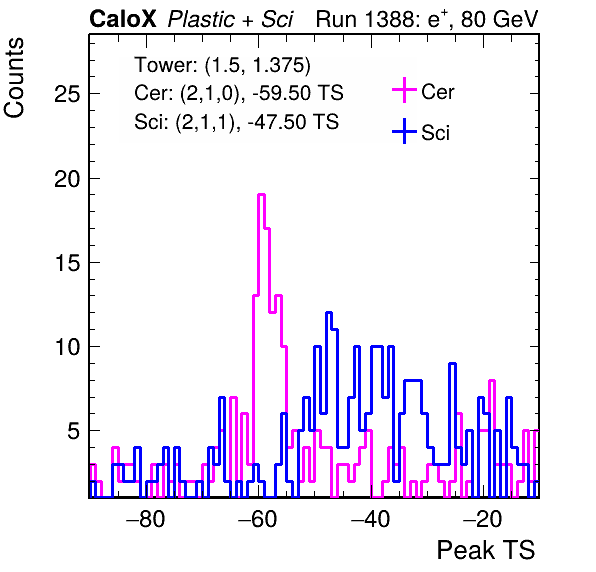 CaloX Plastic + Sci Run 1388: e⁺, 80 GeV
Counts
Tower: (1.5, 1.375)
Cer: (2,1,0), -59.50 TS
Sci: (2,1,1), -47.50 TS
Cer
Sci
25
20
15
10
5
−80 −60 −40 −20
Peak TS